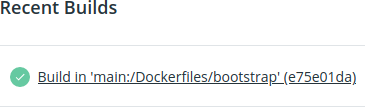 Recent Builds
Build in 'main:/Dockerfiles/bootstrap' (e75e01da)